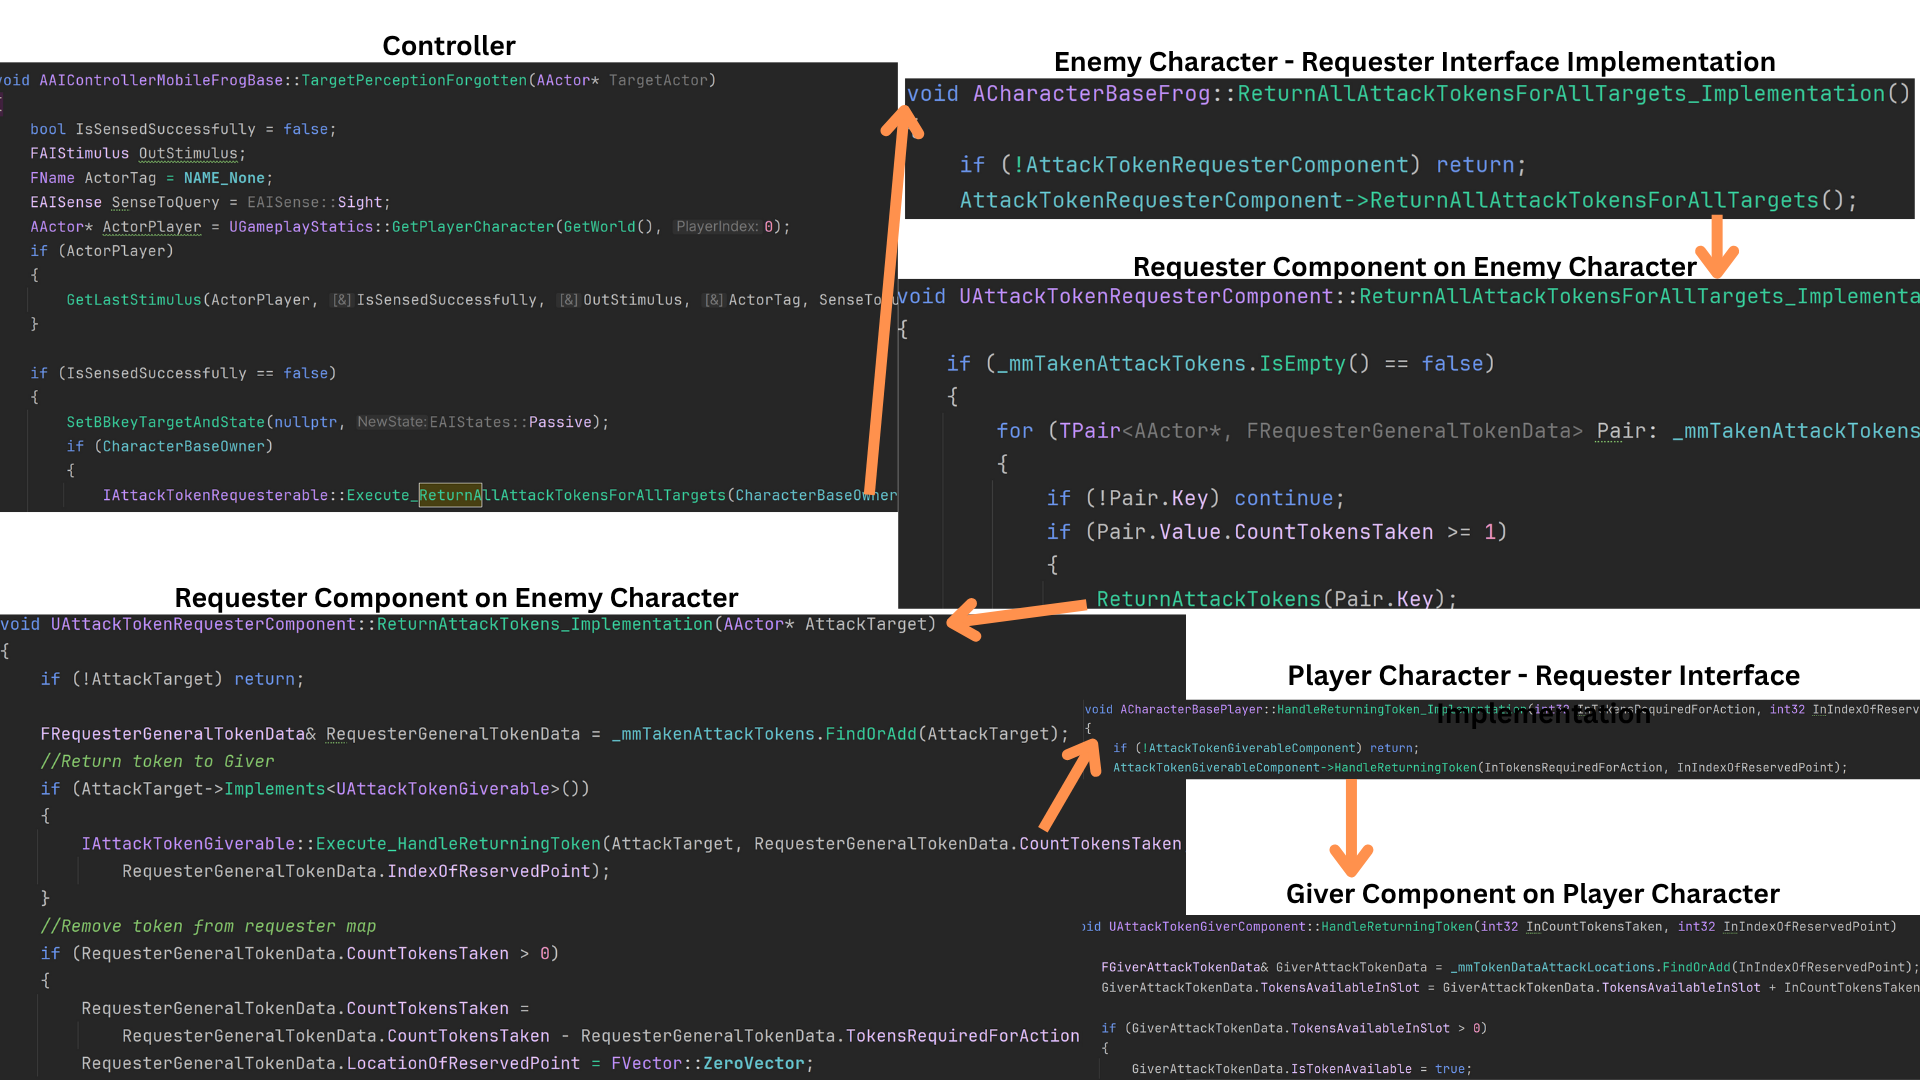 Controller
void AAIControllerMobileFrogBase::TargetPerceptionForgotten(AActor* TargetActor)
{
bool IsSensedSuccessfully = false;
FAIStimulus OutStimulus;
FName ActorTag = NAME_None;
EAISense SenseToQuery = EAISense::Sight;
AActor* ActorPlayer = UGameplayStatics::GetPlayerCharacter(GetWorld(), PlayerIndex: 0);
if (ActorPlayer)
{
GetLastStimulus(ActorPlayer, [&]IsSensedSuccessfully, [&]OutStimulus, [&]ActorTag, SenseToQu
}
if (IsSensedSuccessfully == false)
{
SetBBkeyTargetAndState(nullptr, NewState: EAIStates::Passive);
if (CharacterBaseOwner)
{
IAttackTokenRequesterable::Execute_ReturnAllAttackTokensForAllTargets(CharacterBaseOwner
Enemy Character - Requester Interface Implementation
void ACharacterBaseFrog::ReturnAllAttackTokensForAllTargets_Implementation()
if (!AttackTokenRequesterComponent) return;
AttackTokenRequesterComponent->ReturnAllAttackTokensForAllTargets();
Requester Component on Enemy Character
void UAttackTokenRequesterComponent::ReturnAllAttackTokensForAllTargets_Implementa
{
if (_mmTakenAttackTokens.IsEmpty() == false)
{
for (TPair<AActor*, FRequesterGeneralTokenData> Pair: _mmTakenAttackTokens
{
if (!Pair.Key) continue;
if (Pair.Value.CountTokensTaken >= 1)
{
ReturnAttackTokens(Pair.Key);
Requester Component on Enemy Character
void UAttackTokenRequesterComponent::ReturnAttackTokens_Implementation(AActor* AttackTarget)
{
if (!AttackTarget) return;
FRequesterGeneralTokenData& RequesterGeneralTokenData = _mmTakenAttackTokens.FindOrAdd(AttackTarget);
//Return token to Giver
if (AttackTarget->Implements<UAttackTokenGiverable>())
{
IAttackTokenGiverable::Execute_HandleReturningToken(AttackTarget, RequesterGeneralTokenData.CountTokensTaken
RequesterGeneralTokenData.IndexOfReservedPoint);
}
//Remove token from requester map
if (RequesterGeneralTokenData.CountTokensTaken > 0)
{
RequesterGeneralTokenData.CountTokensTaken =
RequesterGeneralTokenData.CountTokensTaken - RequesterGeneralTokenData.TokensRequiredForAction
RequesterGeneralTokenData.LocationOfReservedPoint = FVector::ZeroVector;
Player Character - Requester Interface
Implementation
void ACharacterBasePlayer::HandleReturningToken_Implementation(int32 InTokensRequiredForAction, int32 InIndexOfReserv
{
if (!AttackTokenGiverableComponent) return;
AttackTokenGiverableComponent->HandleReturningToken(InTokensRequiredForAction, InIndexOfReservedPoint);
Giver Component on Player Character
oid UAttackTokenGiverComponent::HandleReturningToken(int32 InCountTokensTaken, int32 InIndexOfReservedPoint)
FGiverAttackTokenData& GiverAttackTokenData = _mmTokenDataAttackLocations.FindOrAdd(InIndexOfReservedPoint);
GiverAttackTokenData.TokensAvailableInSlot = GiverAttackTokenData.TokensAvailableInSlot + InCountTokensTaken
if (GiverAttackTokenData.TokensAvailableInSlot > 0)
{
GiverAttackTokenData.IsTokenAvailable = true;